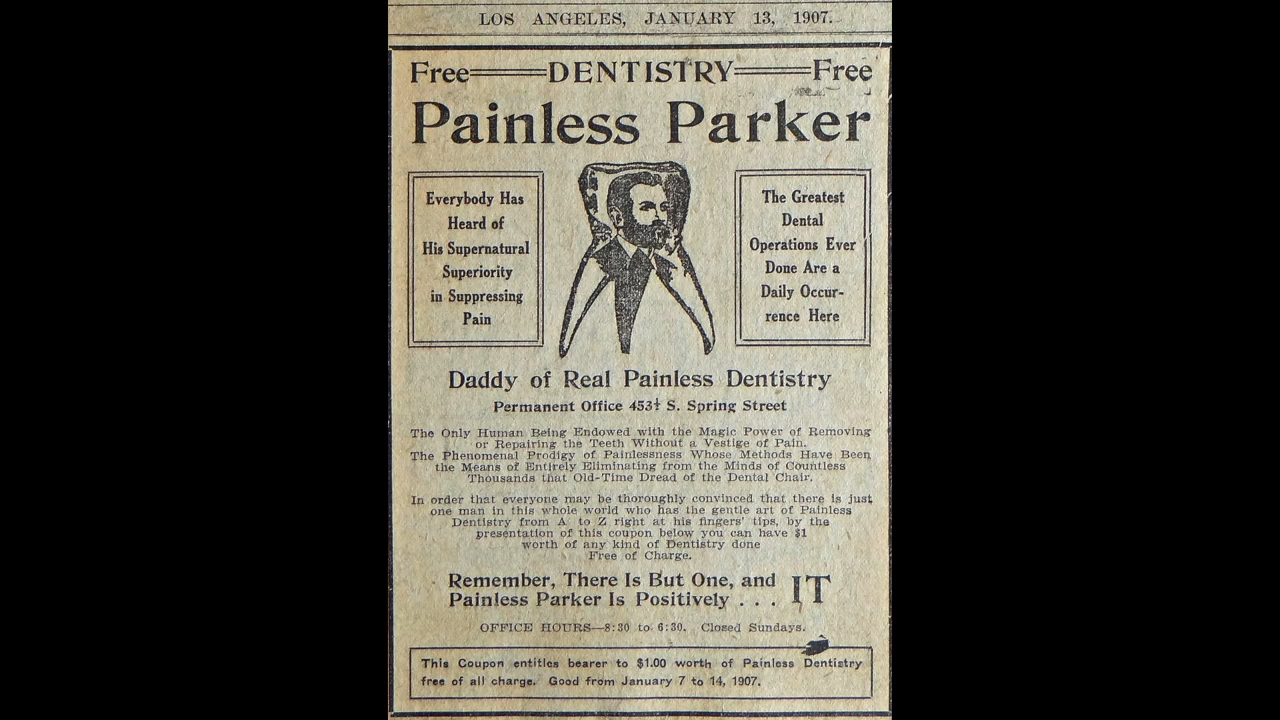 LOS ANGELES, JANUARY 13, 1907.
Free DENTISTRY Free
Painless Parker
Everybody Has
Heard of
His Supernatural
Superiority
in Suppressing
Pain
The Greatest
Dental
Operations Ever
Done Are a
Daily Occur-
rence Here
Daddy of Real Painless Dentistry
Permanent Office 453½ S. Spring Street
The Only Human Being Endowed with the Magic Power of Removing
or Repairing the Teeth Without a Vestige of Pain.
The Phenomenal Prodigy of Painlessness Whose Methods Have Been
the Means of Entirely Eliminating from the Minds of Countless
Thousands that Old-Time Dread of the Dental Chair.
In order that everyone may be thoroughly convinced that there is just
one man in this whole world who has the gentle art of Painless
Dentistry from A to Z right at his fingers' tips, by the
presentation of this coupon below you can have $1
worth of any kind of Dentistry done
Free of Charge.
Remember, There Is But One, and
Painless Parker Is Positively . . . IT
OFFICE HOURS—8:30 to 6:30. Closed Sundays.
This Coupon entitles bearer to $1.00 worth of Painless Dentistry
free of all charge. Good from January 7 to 14, 1907.